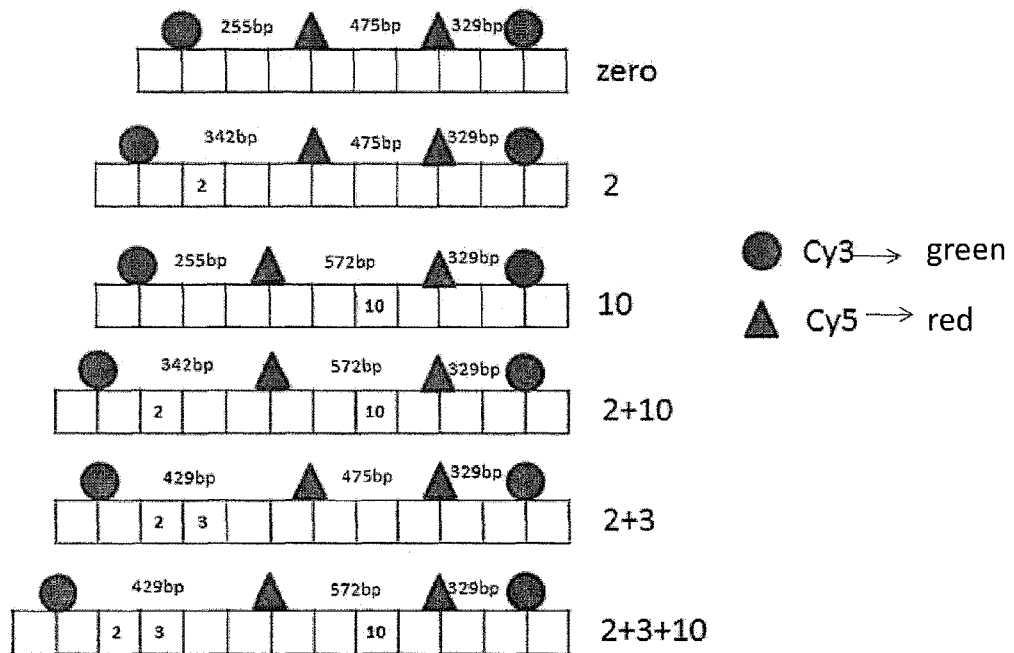 255bp 475bp 329bp
zero
342bp 475bp 329bp
2 2
255bp 572bp 329bp
10 10
342bp 572bp 329bp
2 10 2+10
429bp 475bp 329bp
2 3 2+3
429bp 572bp 329bp
2 3 10 2+3+10
Cy3 → green
Cy5 → red